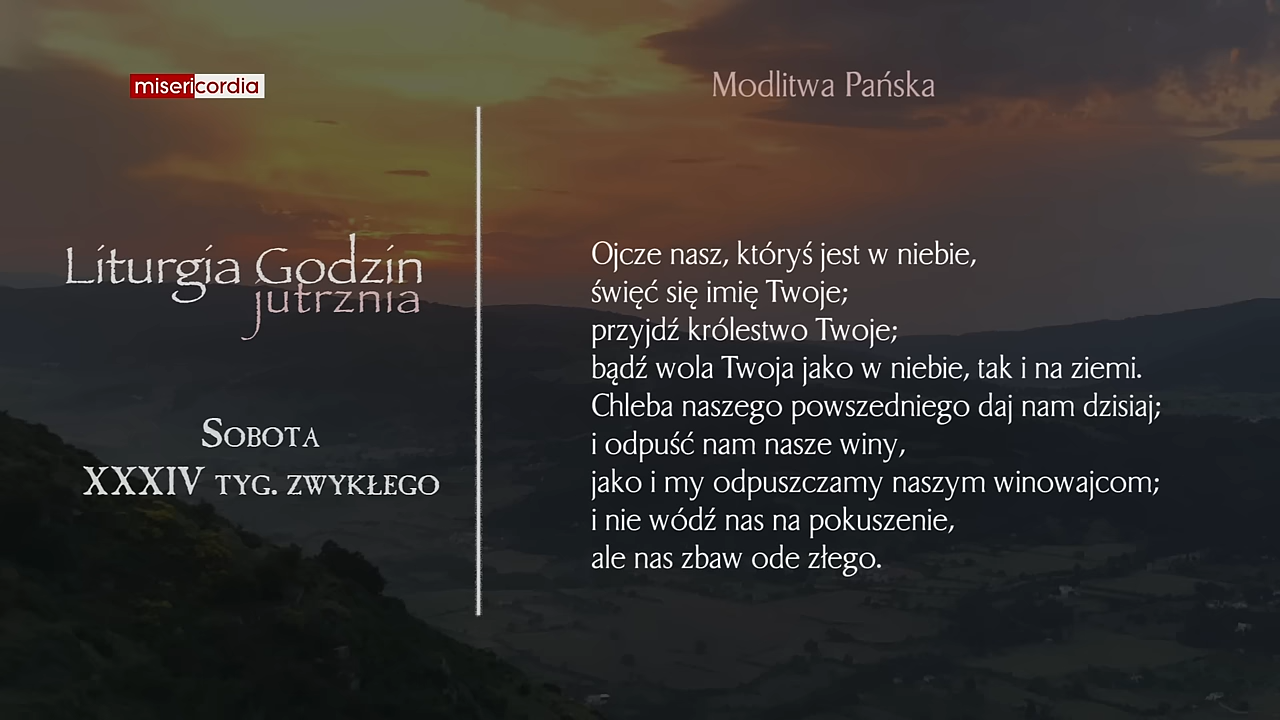 misericordia
Modlitwa Pańska
Liturgia Godzin
jutrznia
Sobota
XXXIV tyg. zwykłego
Ojcze nasz, któryś jest w niebie,
święć się imię Twoje;
przyjdź królestwo Twoje;
bądź wola Twoja jako w niebie, tak i na ziemi.
Chleba naszego powszedniego daj nam dzisiaj;
i odpuść nam nasze winy,
jako i my odpuszczamy naszym winowajcom;
i nie wódź nas na pokuszenie,
ale nas zbaw ode złego.